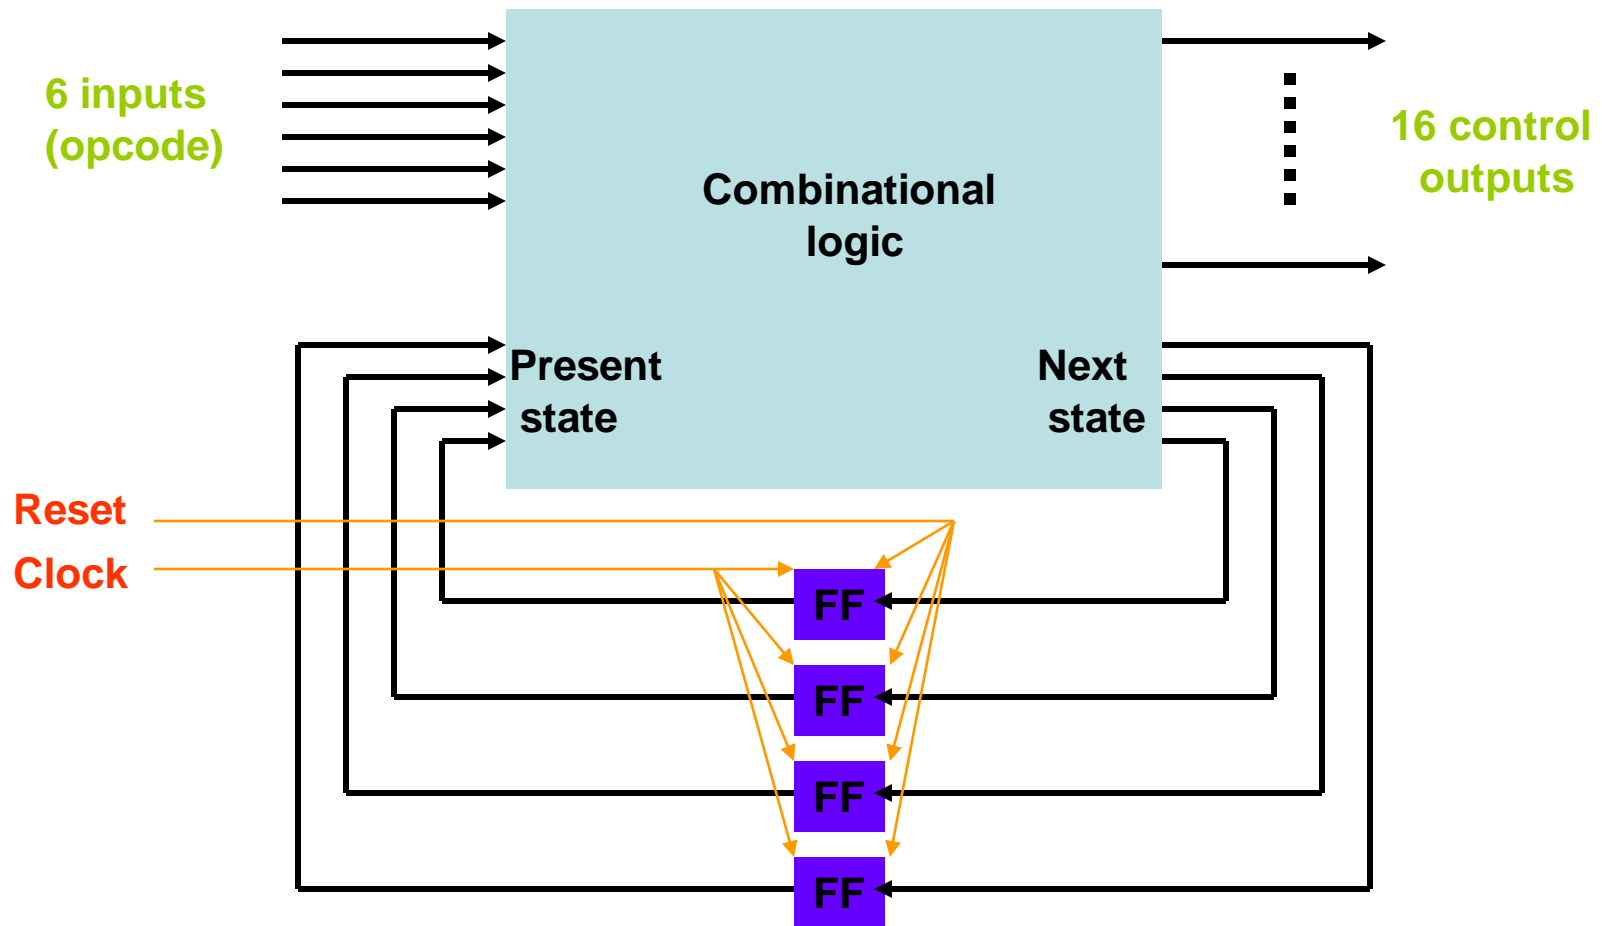 6 inputs
(opcode)
Combinational
logic
16 control
outputs
Present
state
Next
state
Reset
Clock
FF
FF
FF
FF